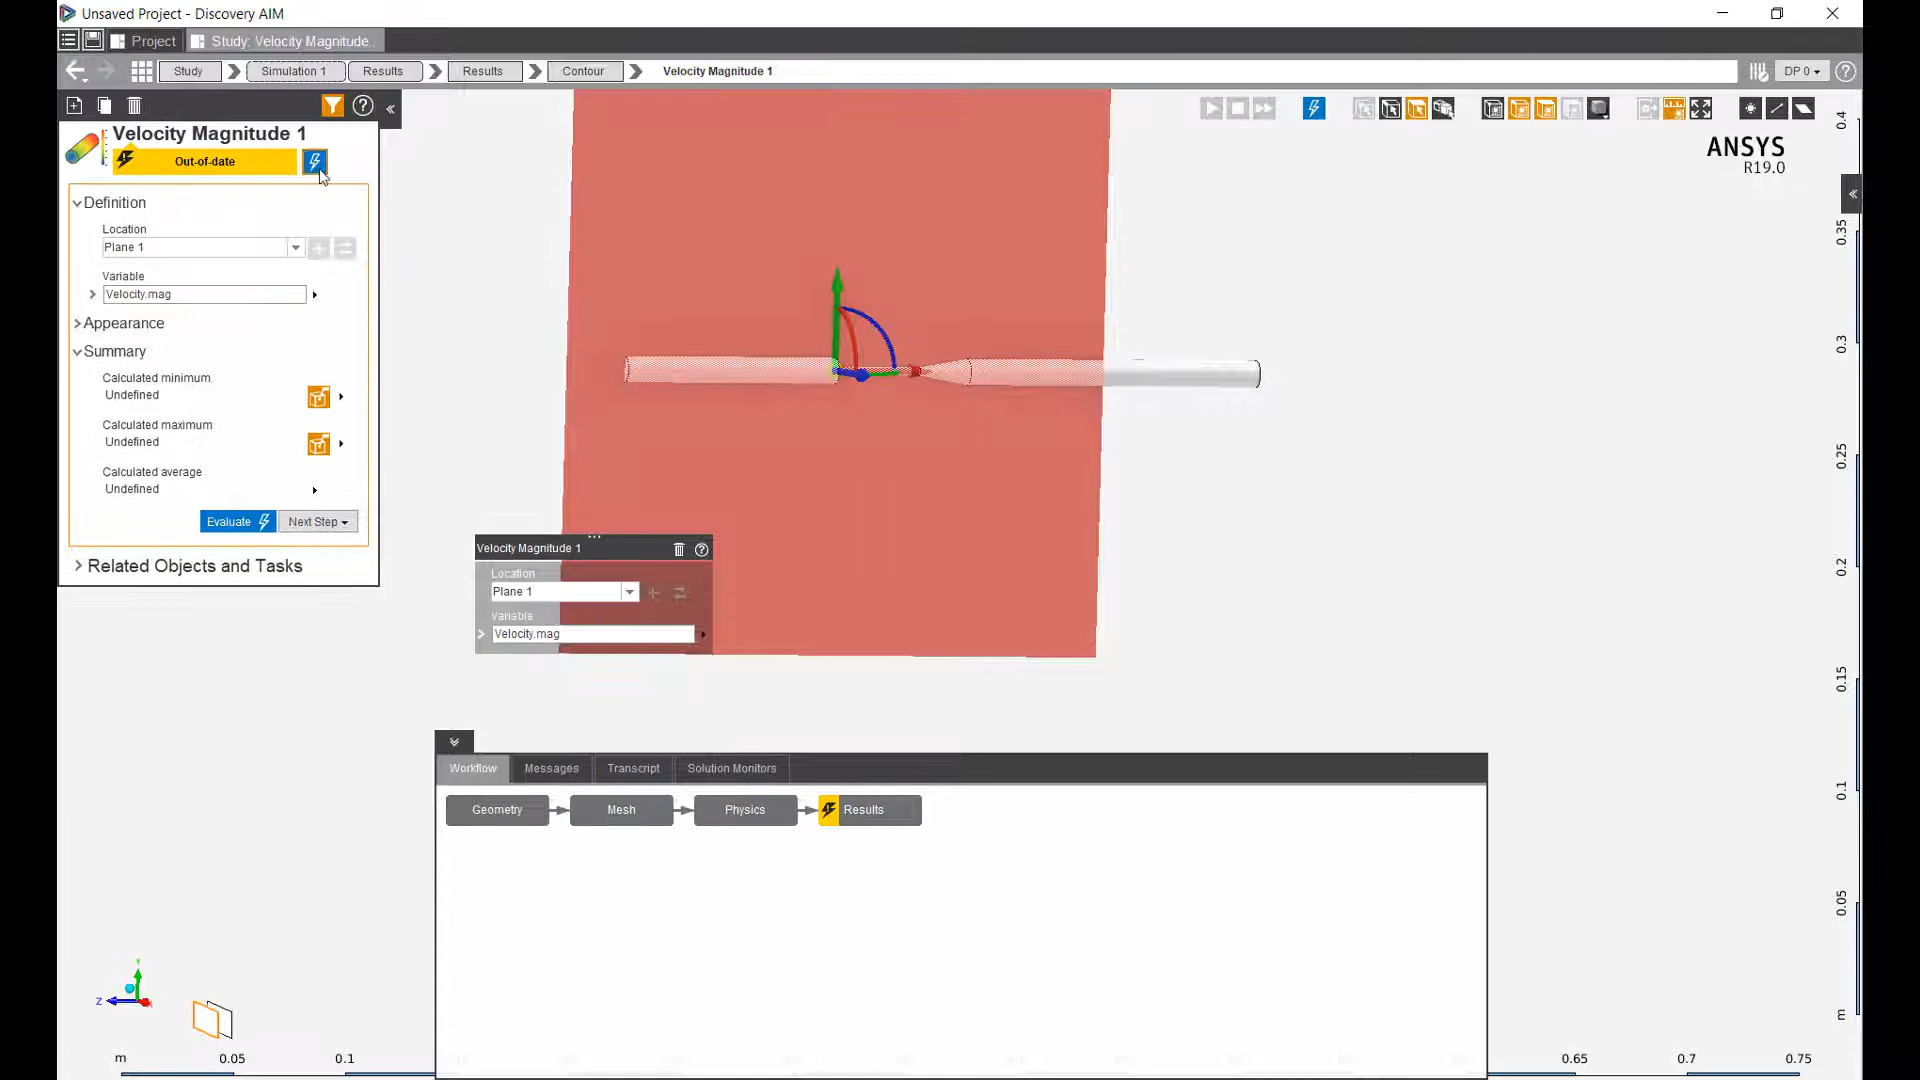 Unsaved Project - Discovery AIM
Project
Study: Velocity Magnitude..
Study
Simulation 1
Results
Results
Contour
Velocity Magnitude 1
DP 0
Velocity Magnitude 1
Out-of-date
Definition
Location
Plane 1
Variable
Velocity.mag
Appearance
Summary
Calculated minimum
Undefined
Calculated maximum
Undefined
Calculated average
Undefined
Evaluate
Next Step
Related Objects and Tasks
ANSYS
R19.0
0.4
0.35
0.3
0.25
0.2
0.15
0.1
0.05
m
Velocity Magnitude 1
Location
Plane 1
Variable
Velocity.mag
Workflow
Messages
Transcript
Solution Monitors
Geometry
Mesh
Physics
Results
Y
Z
m
0.05
0.1
0.65
0.7
0.75